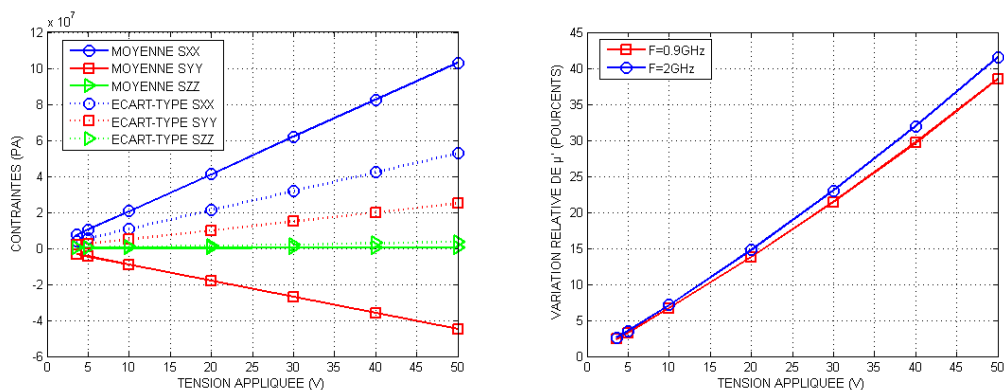 x 10^7
12
10
8
6
4
2
0
-2
-4
-6
CONTRAINTES (PA)
MOYENNE SXX
MOYENNE SYY
MOYENNE SZZ
ECART-TYPE SXX
ECART-TYPE SYY
ECART-TYPE SZZ
0 5 10 15 20 25 30 35 40 45 50
TENSION APPLIQUEE (V)
45
40
35
30
25
20
15
10
5
0
VARIATION RELATIVE DE µ' (POURCENTS)
F=0.9GHz
F=2GHz
0 5 10 15 20 25 30 35 40 45 50
TENSION APPLIQUEE (V)